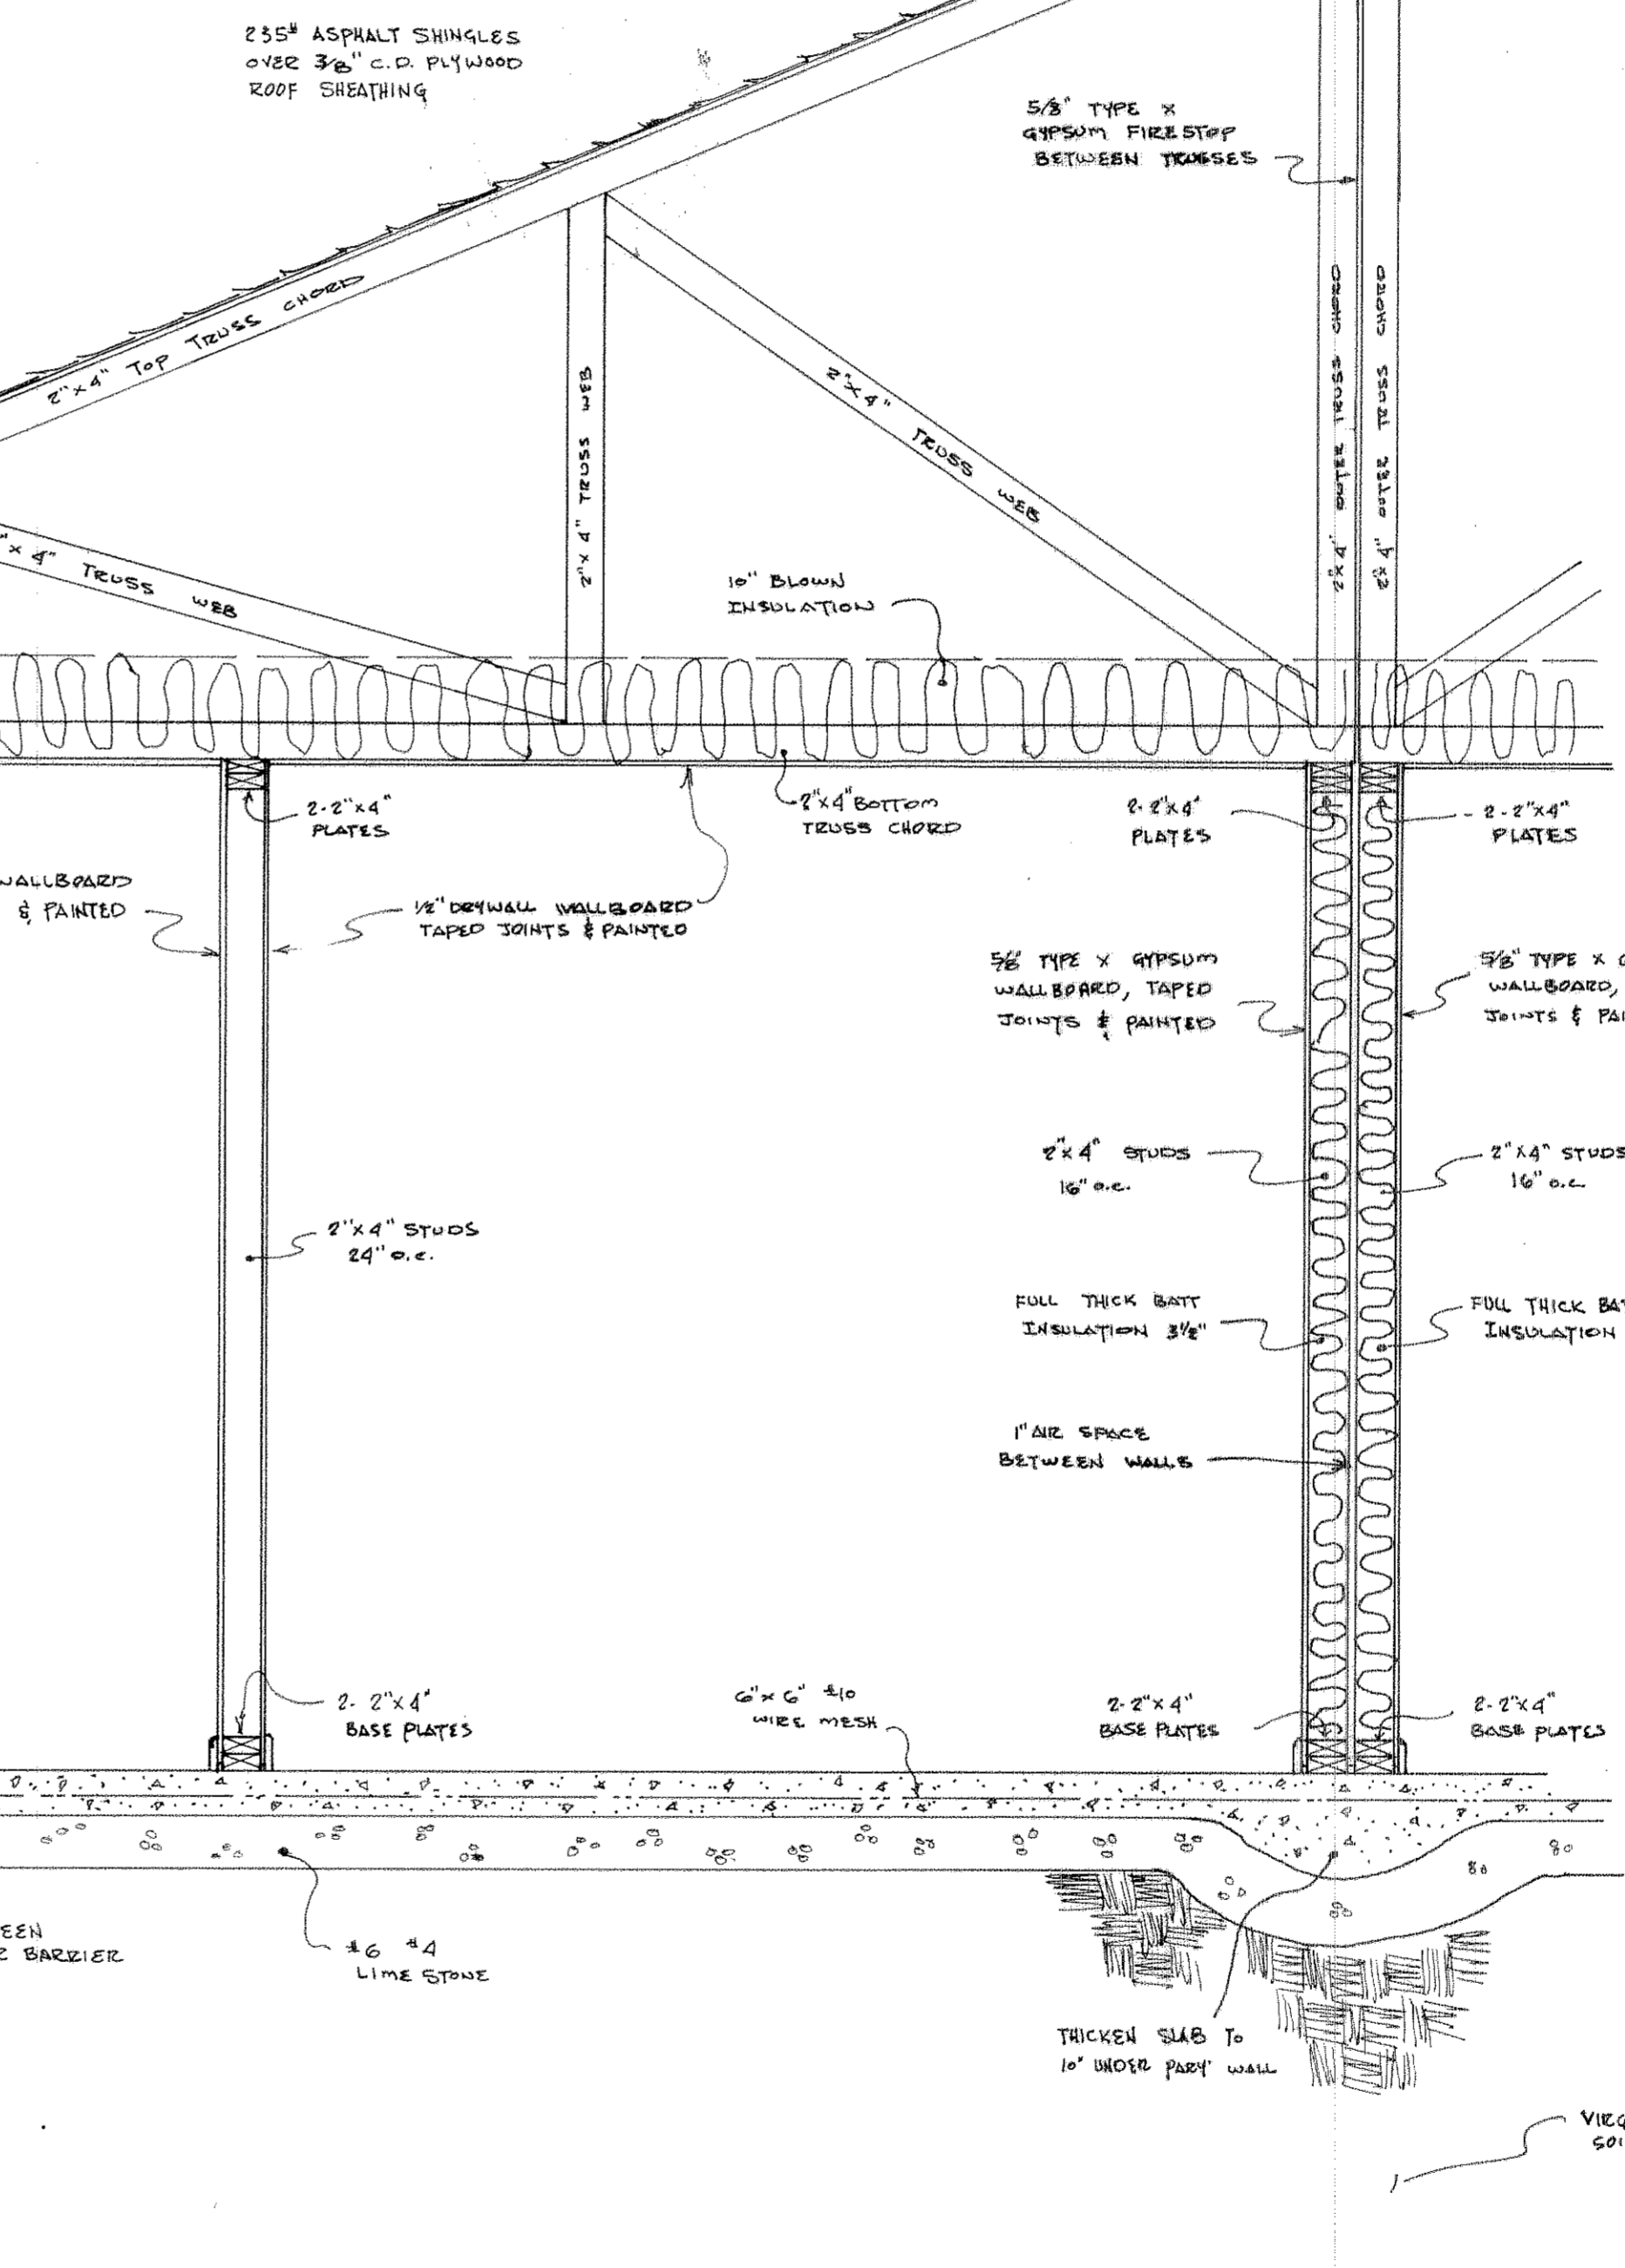 235# ASPHALT SHINGLES
OVER 3/8" C.D. PLYWOOD
ROOF SHEATHING
5/8" TYPE X
GYPSUM FIRESTOP
BETWEEN TRUSSES
2"x4" TOP TRUSS CHORD
2"x4" TRUSS WEB
2"x4" TRUSS WEB
2"x4" OUTER TRUSS CHORD
2"x4" OUTER TRUSS CHORD
"x4" TRUSS WEB
10" BLOWN
INSULATION
2-2"x4"
PLATES
2"x4" BOTTOM
TRUSS CHORD
2-2"x4"
PLATES
2-2"x4"
PLATES
WALLBOARD
& PAINTED
1/2" DRYWALL WALLBOARD
TAPED JOINTS & PAINTED
5/8" TYPE X GYPSUM
WALLBOARD, TAPED
JOINTS & PAINTED
5/8" TYPE X G
WALLBOARD,
JOINTS & PAI
2"x4" STUDS
16" o.c.
2"x4" STUDS
16" o.c.
2"x4" STUDS
24" o.c.
FULL THICK BATT
INSULATION 3½"
FULL THICK BAT
INSULATION
1" AIR SPACE
BETWEEN WALLS
2- 2"x4"
BASE PLATES
6"x6" #10
WIRE MESH
2-2"x4"
BASE PLATES
2-2"x4"
BASE PLATES
EEN
R BARRIER
#6 #4
LIME STONE
THICKEN SLAB TO
10" UNDER PARY' WALL
VIRG
SOI